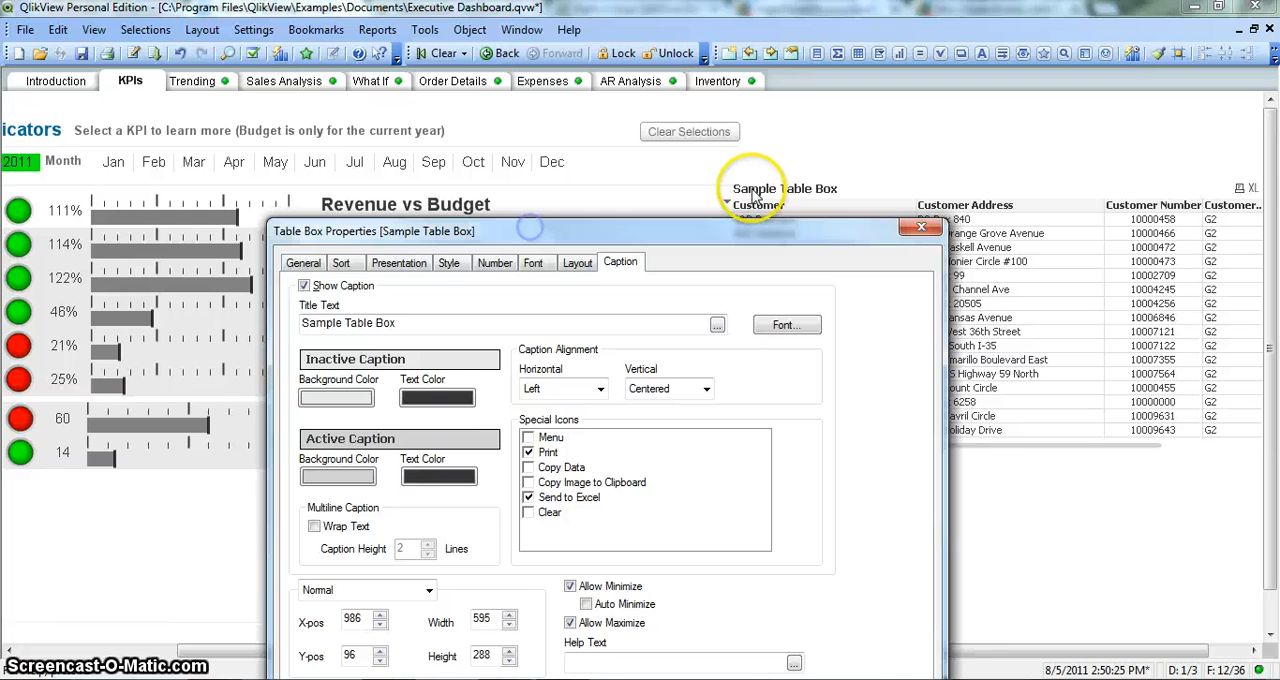 QlikView Personal Edition - [C:\Program Files\QlikView\Examples\Documents\Executive Dashboard.qvw*]
File Edit View Selections Layout Settings Bookmarks Reports Tools Object Window Help
Clear Back Forward Lock Unlock
Introduction KPIs Trending Sales Analysis What If Order Details Expenses AR Analysis Inventory
icators Select a KPI to learn more (Budget is only for the current year) Clear Selections
2011 Month Jan Feb Mar Apr May Jun Jul Aug Sep Oct Nov Dec
Sample Table Box XL
111% Revenue vs Budget
Customer Customer Address Customer Number Customer..
840 10000458 G2
Orange Grove Avenue 10000466 G2
askell Avenue 10000471 G2
onier Circle #100 10000473 G2
99 10002709 G2
Channel Ave 10004245 G2
20505 10004256 G2
ansas Avenue 10006846 G2
est 36th Street 10007121 G2
South I-35 10007122 G2
marillo Boulevard East 10007355 G2
S Highway 59 North 10007564 G2
ount Circle 10000455 G2
6258 10000000 G2
avril Circle 10009631 G2
oliday Drive 10009643 G2
114%
122%
46%
21%
25%
60
14
Table Box Properties [Sample Table Box]
General Sort Presentation Style Number Font Layout Caption
Show Caption
Title Text
Sample Table Box ... Font...
Inactive Caption
Background Color Text Color
Active Caption
Background Color Text Color
Multiline Caption
Wrap Text
Caption Height 2 Lines
Caption Alignment
Horizontal Vertical
Left Centered
Special Icons
Menu
Print
Copy Data
Copy Image to Clipboard
Send to Excel
Clear
Normal
X-pos 986 Width 595
Y-pos 96 Height 288
Allow Minimize
Auto Minimize
Allow Maximize
Help Text
...
Screencast-O-Matic.com
8/5/2011 2:50:25 PM* D: 1/3 F: 12/36